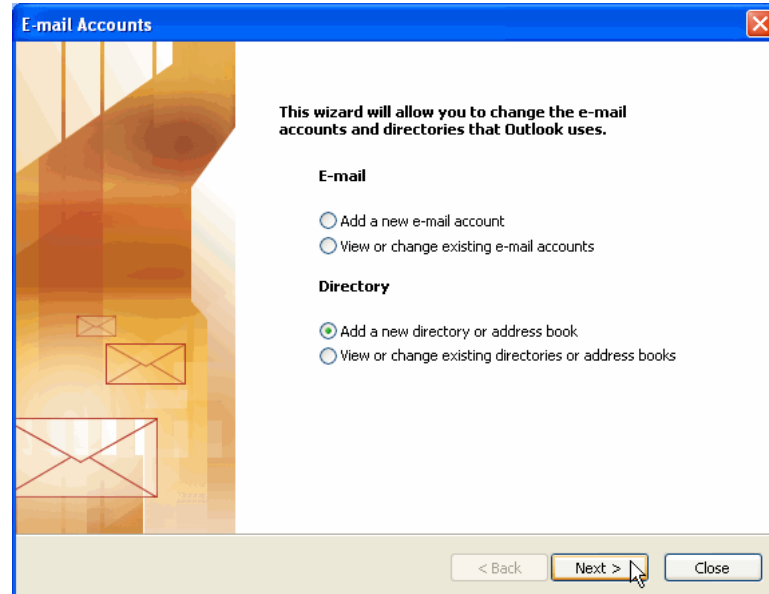 E-mail Accounts
This wizard will allow you to change the e-mail
accounts and directories that Outlook uses.
E-mail
Add a new e-mail account
View or change existing e-mail accounts
Directory
Add a new directory or address book
View or change existing directories or address books
< Back Next > Close